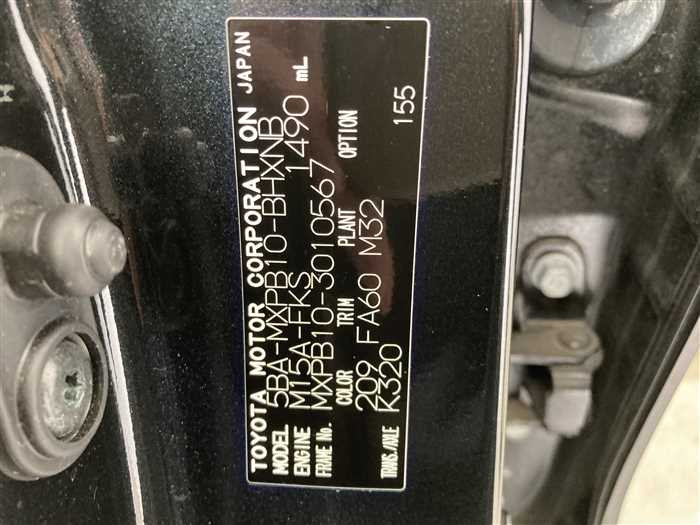 TOYOTA MOTOR CORPORATION JAPAN
MODEL 5BA-MXPB10-BHXNB
ENGINE M15A-FKS 1490 mL
FRAME No. MXPB10-3010567
COLOR TRIM PLANT OPTION
209 FA60 M32 155
TRANS./AXLE K320